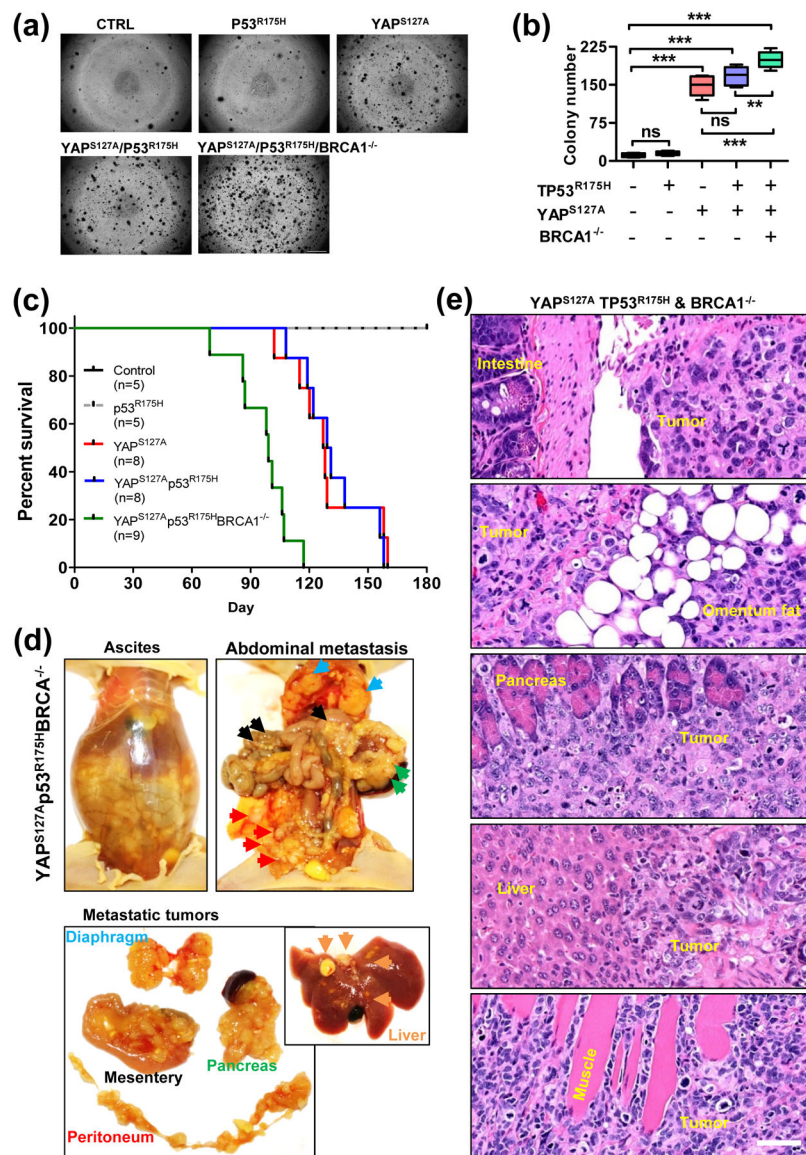 (a)
CTRL
P53R175H
YAPS127A
YAPS127A/P53R175H
YAPS127A/P53R175H/BRCA1-/-
(b)
Colony number
225
150
75
0
***
***
***
ns
ns
**
***
TP53R175H - + - + +
YAPS127A - - + + +
BRCA1-/- - - - - +
(c)
Percent survival
100
80
60
40
20
0
0 30 60 90 120 150 180
Day
Control
(n=5)
p53R175H
(n=5)
YAPS127A
(n=8)
YAPS127Ap53R175H
(n=8)
YAPS127Ap53R175HBRCA1-/-
(n=9)
(d)
YAPS127Ap53R175HBRCA-/-
Ascites
Abdominal metastasis
Metastatic tumors
Diaphragm
Mesentery
Pancreas
Liver
Peritoneum
(e)
YAPS127A TP53R175H & BRCA1-/-
Intestine
Tumor
Tumor
Omentum fat
Pancreas
Tumor
Liver
Tumor
Muscle
Tumor